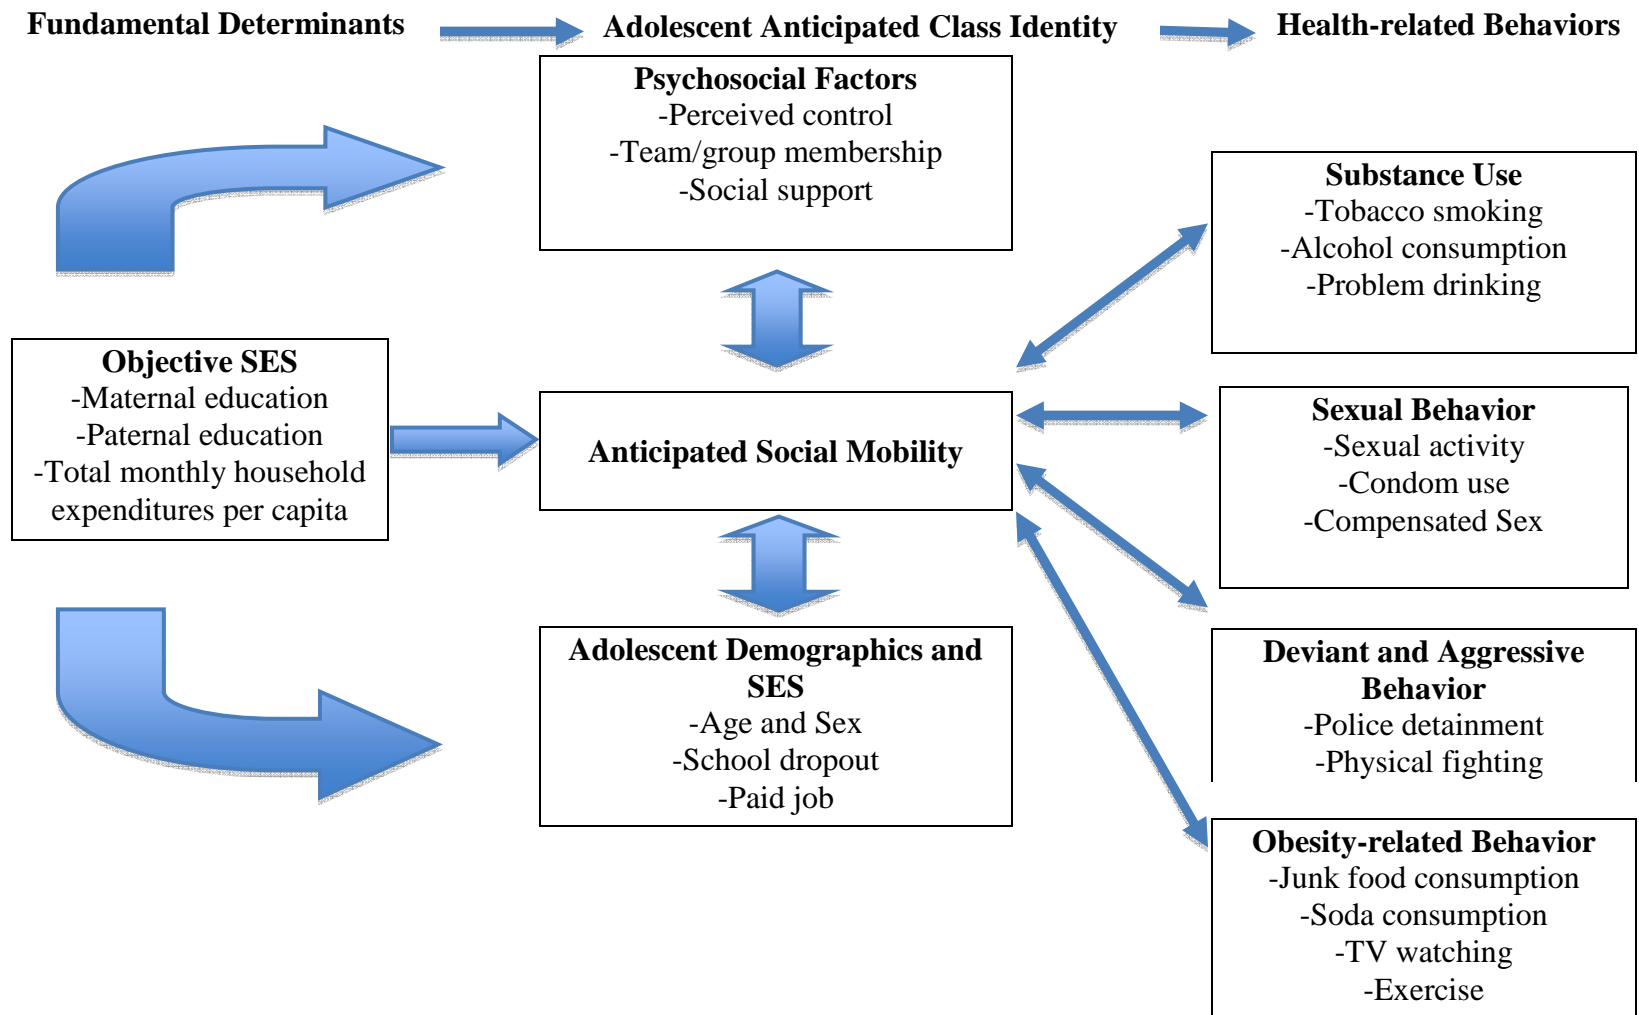 Fundamental Determinants
Adolescent Anticipated Class Identity
Health-related Behaviors
Objective SES
-Maternal education
-Paternal education
-Total monthly household
expenditures per capita
Psychosocial Factors
-Perceived control
-Team/group membership
-Social support
Anticipated Social Mobility
Adolescent Demographics and
SES
-Age and Sex
-School dropout
-Paid job
Substance Use
-Tobacco smoking
-Alcohol consumption
-Problem drinking
Sexual Behavior
-Sexual activity
-Condom use
-Compensated Sex
Deviant and Aggressive
Behavior
-Police detainment
-Physical fighting
Obesity-related Behavior
-Junk food consumption
-Soda consumption
-TV watching
-Exercise